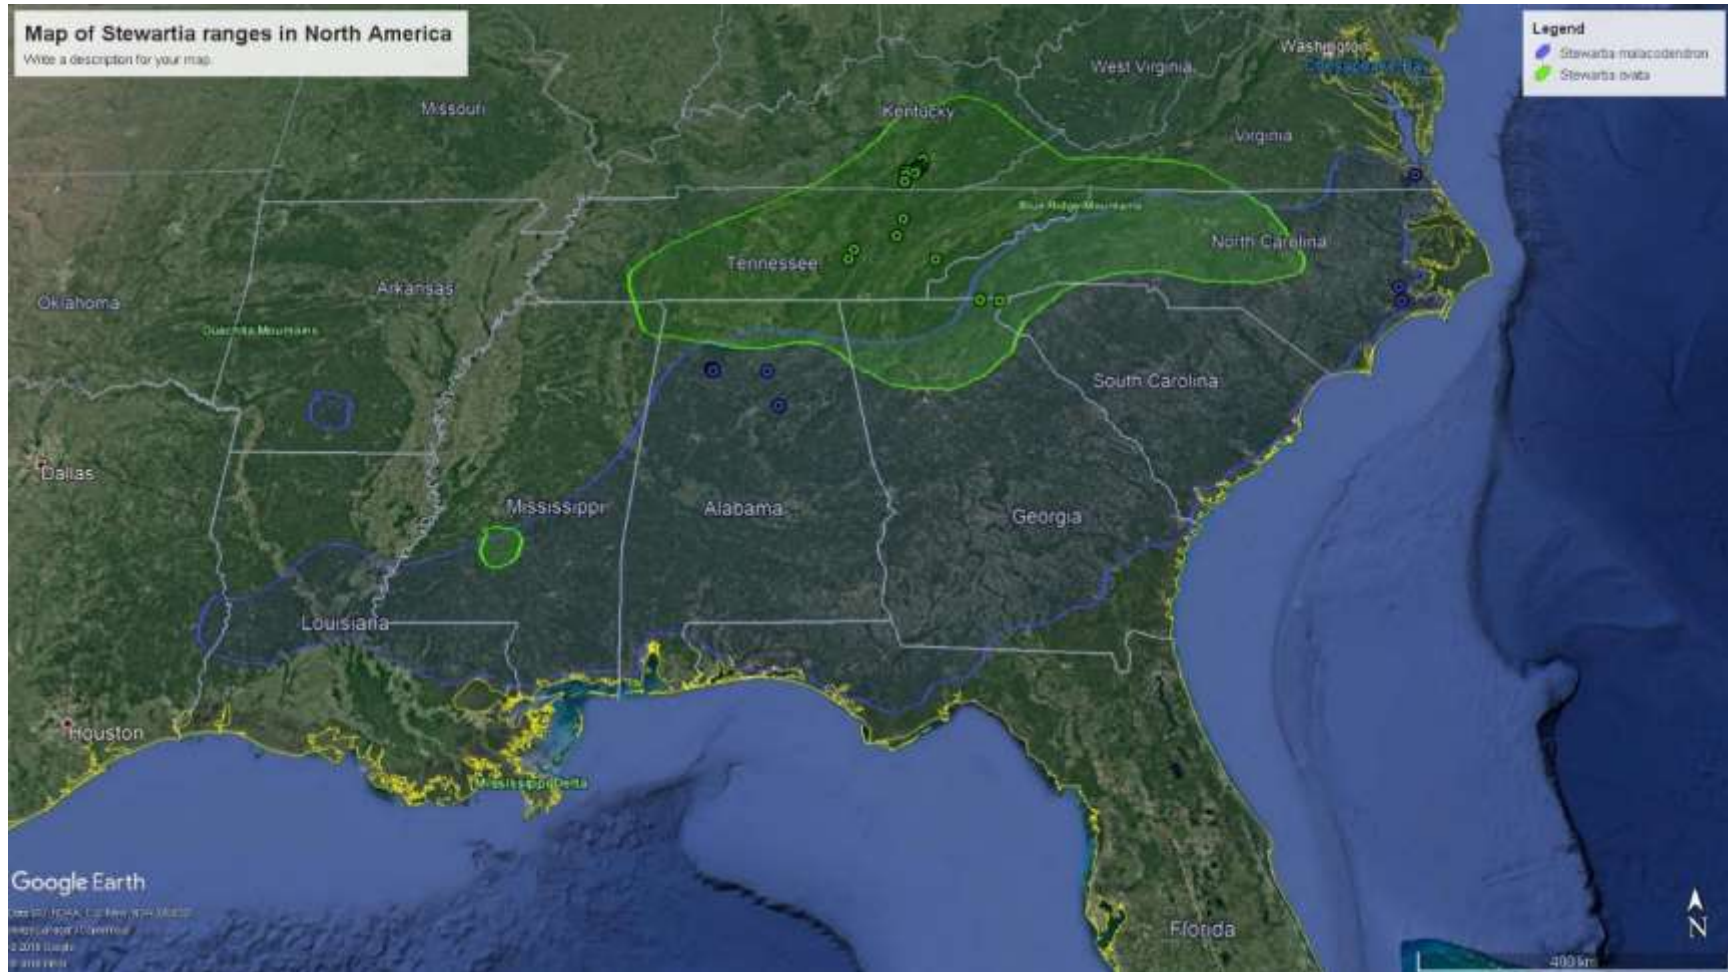 Map of Stewartia ranges in North America
Write a description for your map.
Legend
Stewartia malacodendron
Stewartia ovata
Washington
West Virginia
Missouri
Kentucky
Virginia
Blue Ridge Mountains
North Carolina
Tennessee
Arkansas
Oklahoma
Ouachita Mountains
South Carolina
Dallas
Mississippi
Alabama
Georgia
Louisiana
Houston
Mississippi Delta
Google Earth
Florida
N
400 km